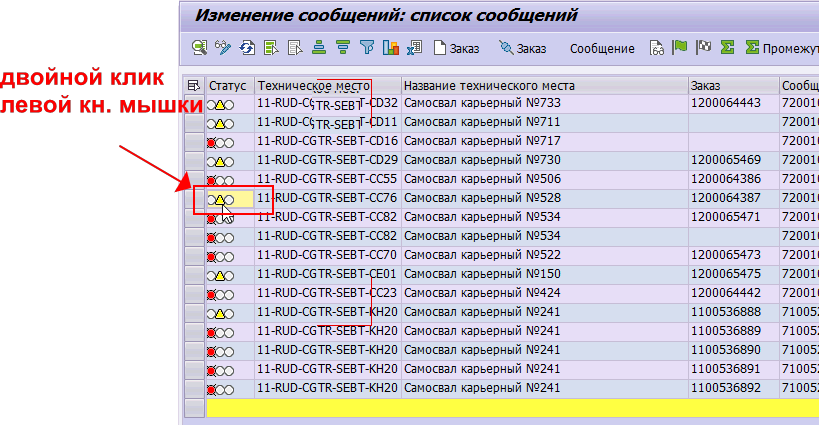 Изменение сообщений: список сообщений
Заказ Заказ Сообщение Промежут
двойной клик
левой кн. мышки
Статус Техническое место Название технического места Заказ Сообщ
11-RUD-CGTR-SEBT-CD32 Самосвал карьерный №733 1200064443 72001
TR-SEBT
11-RUD-CG T-CD11 Самосвал карьерный №711 72001
TR-SEBT
11-RUD-CGTR-SEBT-CD16 Самосвал карьерный №717 72001
11-RUD-CGTR-SEBT-CD29 Самосвал карьерный №730 1200065469 72001
11-RUD-CGTR-SEBT-CC55 Самосвал карьерный №506 1200064386 72001
11-RUD-CGTR-SEBT-CC76 Самосвал карьерный №528 1200064387 72001
11-RUD-CGTR-SEBT-CC82 Самосвал карьерный №534 1200065471 72001
11-RUD-CGTR-SEBT-CC82 Самосвал карьерный №534 72001
11-RUD-CGTR-SEBT-CC70 Самосвал карьерный №522 1200065473 72001
11-RUD-CGTR-SEBT-CE01 Самосвал карьерный №150 1200065475 72001
11-RUD-CGTR-SEBT-CC23 Самосвал карьерный №424 1200064442 72001
11-RUD-CGTR-SEBT-KH20 Самосвал карьерный №241 1100536888 71005
11-RUD-CGTR-SEBT-KH20 Самосвал карьерный №241 1100536889 71005
11-RUD-CGTR-SEBT-KH20 Самосвал карьерный №241 1100536890 71005
11-RUD-CGTR-SEBT-KH20 Самосвал карьерный №241 1100536891 71005
11-RUD-CGTR-SEBT-KH20 Самосвал карьерный №241 1100536892 71005